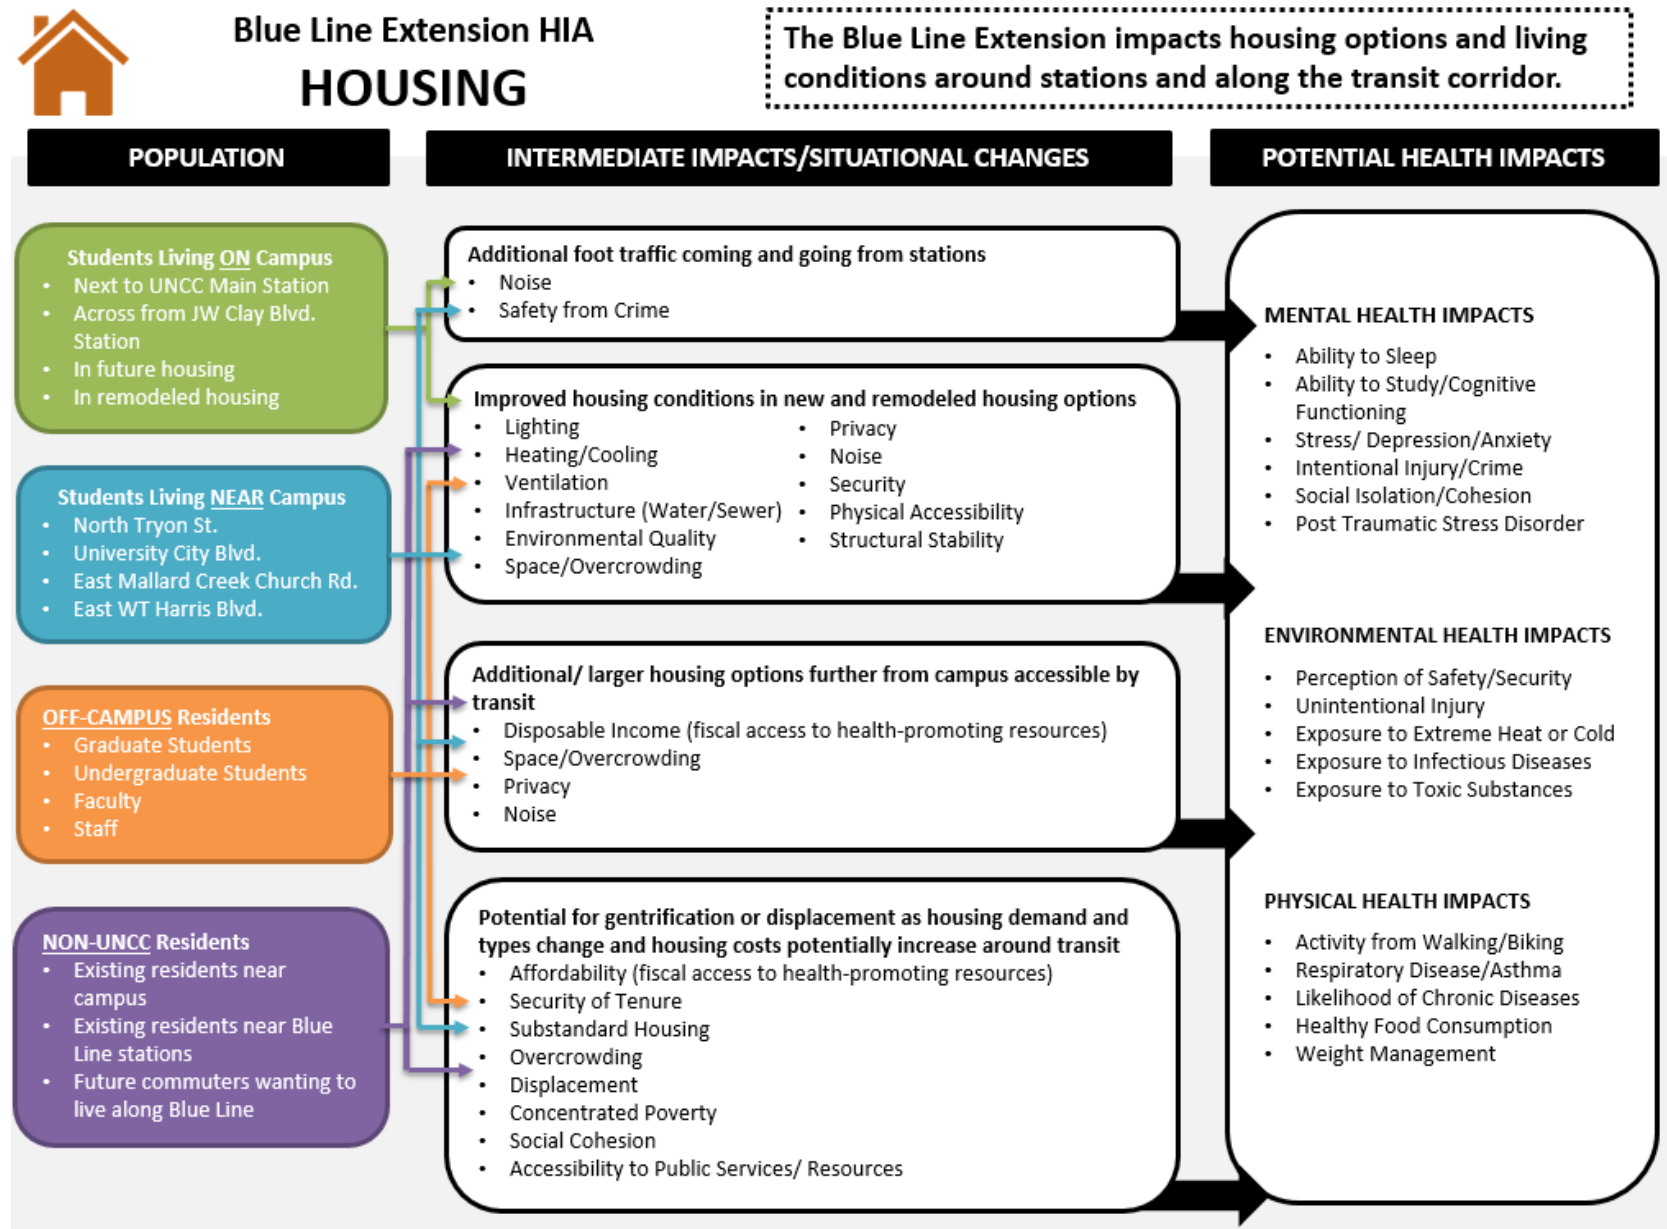 Blue Line Extension HIA
HOUSING
The Blue Line Extension impacts housing options and living
conditions around stations and along the transit corridor.
POPULATION
INTERMEDIATE IMPACTS/SITUATIONAL CHANGES
POTENTIAL HEALTH IMPACTS
Students Living ON Campus
• Next to UNCC Main Station
• Across from JW Clay Blvd.
Station
• In future housing
• In remodeled housing
Students Living NEAR Campus
• North Tryon St.
• University City Blvd.
• East Mallard Creek Church Rd.
• East WT Harris Blvd.
OFF-CAMPUS Residents
• Graduate Students
• Undergraduate Students
• Faculty
• Staff
NON-UNCC Residents
• Existing residents near
campus
• Existing residents near Blue
Line stations
• Future commuters wanting to
live along Blue Line
Additional foot traffic coming and going from stations
• Noise
• Safety from Crime
Improved housing conditions in new and remodeled housing options
• Lighting
• Heating/Cooling
• Ventilation
• Infrastructure (Water/Sewer)
• Environmental Quality
• Space/Overcrowding
• Privacy
• Noise
• Security
• Physical Accessibility
• Structural Stability
Additional/ larger housing options further from campus accessible by
transit
• Disposable Income (fiscal access to health-promoting resources)
• Space/Overcrowding
• Privacy
• Noise
Potential for gentrification or displacement as housing demand and
types change and housing costs potentially increase around transit
• Affordability (fiscal access to health-promoting resources)
• Security of Tenure
• Substandard Housing
• Overcrowding
• Displacement
• Concentrated Poverty
• Social Cohesion
• Accessibility to Public Services/ Resources
MENTAL HEALTH IMPACTS
• Ability to Sleep
• Ability to Study/Cognitive
Functioning
• Stress/ Depression/Anxiety
• Intentional Injury/Crime
• Social Isolation/Cohesion
• Post Traumatic Stress Disorder
ENVIRONMENTAL HEALTH IMPACTS
• Perception of Safety/Security
• Unintentional Injury
• Exposure to Extreme Heat or Cold
• Exposure to Infectious Diseases
• Exposure to Toxic Substances
PHYSICAL HEALTH IMPACTS
• Activity from Walking/Biking
• Respiratory Disease/Asthma
• Likelihood of Chronic Diseases
• Healthy Food Consumption
• Weight Management